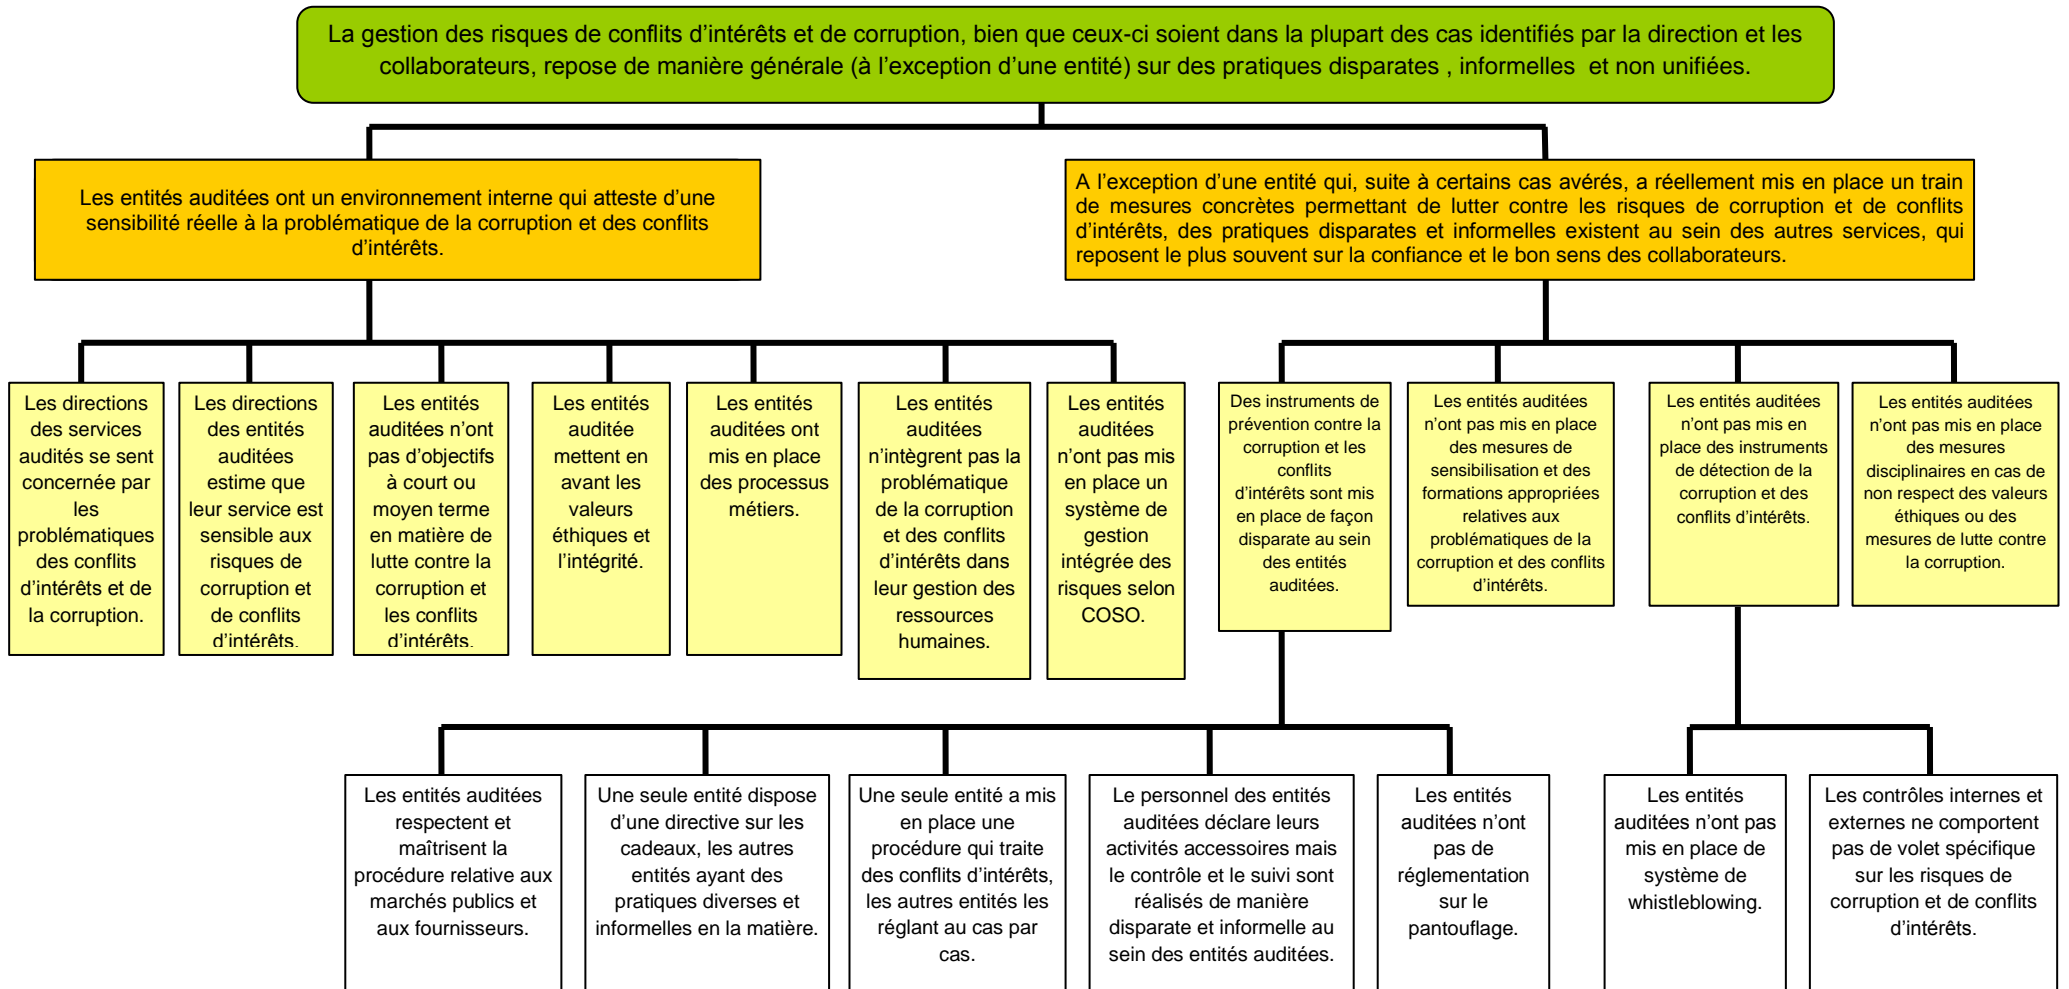 La gestion des risques de conflits d’intérêts et de corruption, bien que ceux-ci soient dans la plupart des cas identifiés par la direction et les
collaborateurs, repose de manière générale (à l’exception d’une entité) sur des pratiques disparates , informelles et non unifiées.
Les entités auditées ont un environnement interne qui atteste d’une
sensibilité réelle à la problématique de la corruption et des conflits
d’intérêts.
A l’exception d’une entité qui, suite à certains cas avérés, a réellement mis en place un train
de mesures concrètes permettant de lutter contre les risques de corruption et de conflits
d’intérêts, des pratiques disparates et informelles existent au sein des autres services, qui
reposent le plus souvent sur la confiance et le bon sens des collaborateurs.
Les directions
des services
audités se sent
concernée par
les
problématiques
des conflits
d’intérêts et de
la corruption.
Les directions
des entités
auditées
estime que
leur service est
sensible aux
risques de
corruption et
de conflits
d’intérêts.
Les entités
auditées n’ont
pas d’objectifs
à court ou
moyen terme
en matière de
lutte contre la
corruption et
les conflits
d’intérêts.
Les entités
auditée
mettent en
avant les
valeurs
éthiques et
l’intégrité.
Les entités
auditées ont
mis en place
des processus
métiers.
Les entités
auditées
n’intègrent pas la
problématique
de la corruption
et des conflits
d’intérêts dans
leur gestion des
ressources
humaines.
Les entités
auditées
n’ont pas mis
en place un
système de
gestion
intégrée des
risques selon
COSO.
Des instruments de
prévention contre la
corruption et les
conflits
d’intérêts sont mis
en place de façon
disparate au sein
des entités
auditées.
Les entités auditées
n’ont pas mis en place
des mesures de
sensibilisation et des
formations appropriées
relatives aux
problématiques de la
corruption et des conflits
d’intérêts.
Les entités auditées
n’ont pas mis en
place des instruments
de détection de la
corruption et des
conflits d’intérêts.
Les entités auditées
n’ont pas mis en place
des mesures
disciplinaires en cas de
non respect des valeurs
éthiques ou des
mesures de lutte contre
la corruption.
Les entités auditées
respectent et
maîtrisent la
procédure relative aux
marchés publics et
aux fournisseurs.
Une seule entité dispose
d’une directive sur les
cadeaux, les autres
entités ayant des
pratiques diverses et
informelles en la matière.
Une seule entité a mis
en place une
procédure qui traite
des conflits d’intérêts,
les autres entités les
réglant au cas par
cas.
Le personnel des entités
auditées déclare leurs
activités accessoires mais
le contrôle et le suivi sont
réalisés de manière
disparate et informelle au
sein des entités auditées.
Les entités
auditées n’ont
pas de
réglementation
sur le
pantouflage.
Les entités
auditées n’ont pas
mis en place de
système de
whistleblowing.
Les contrôles internes et
externes ne comportent
pas de volet spécifique
sur les risques de
corruption et de conflits
d’intérêts.